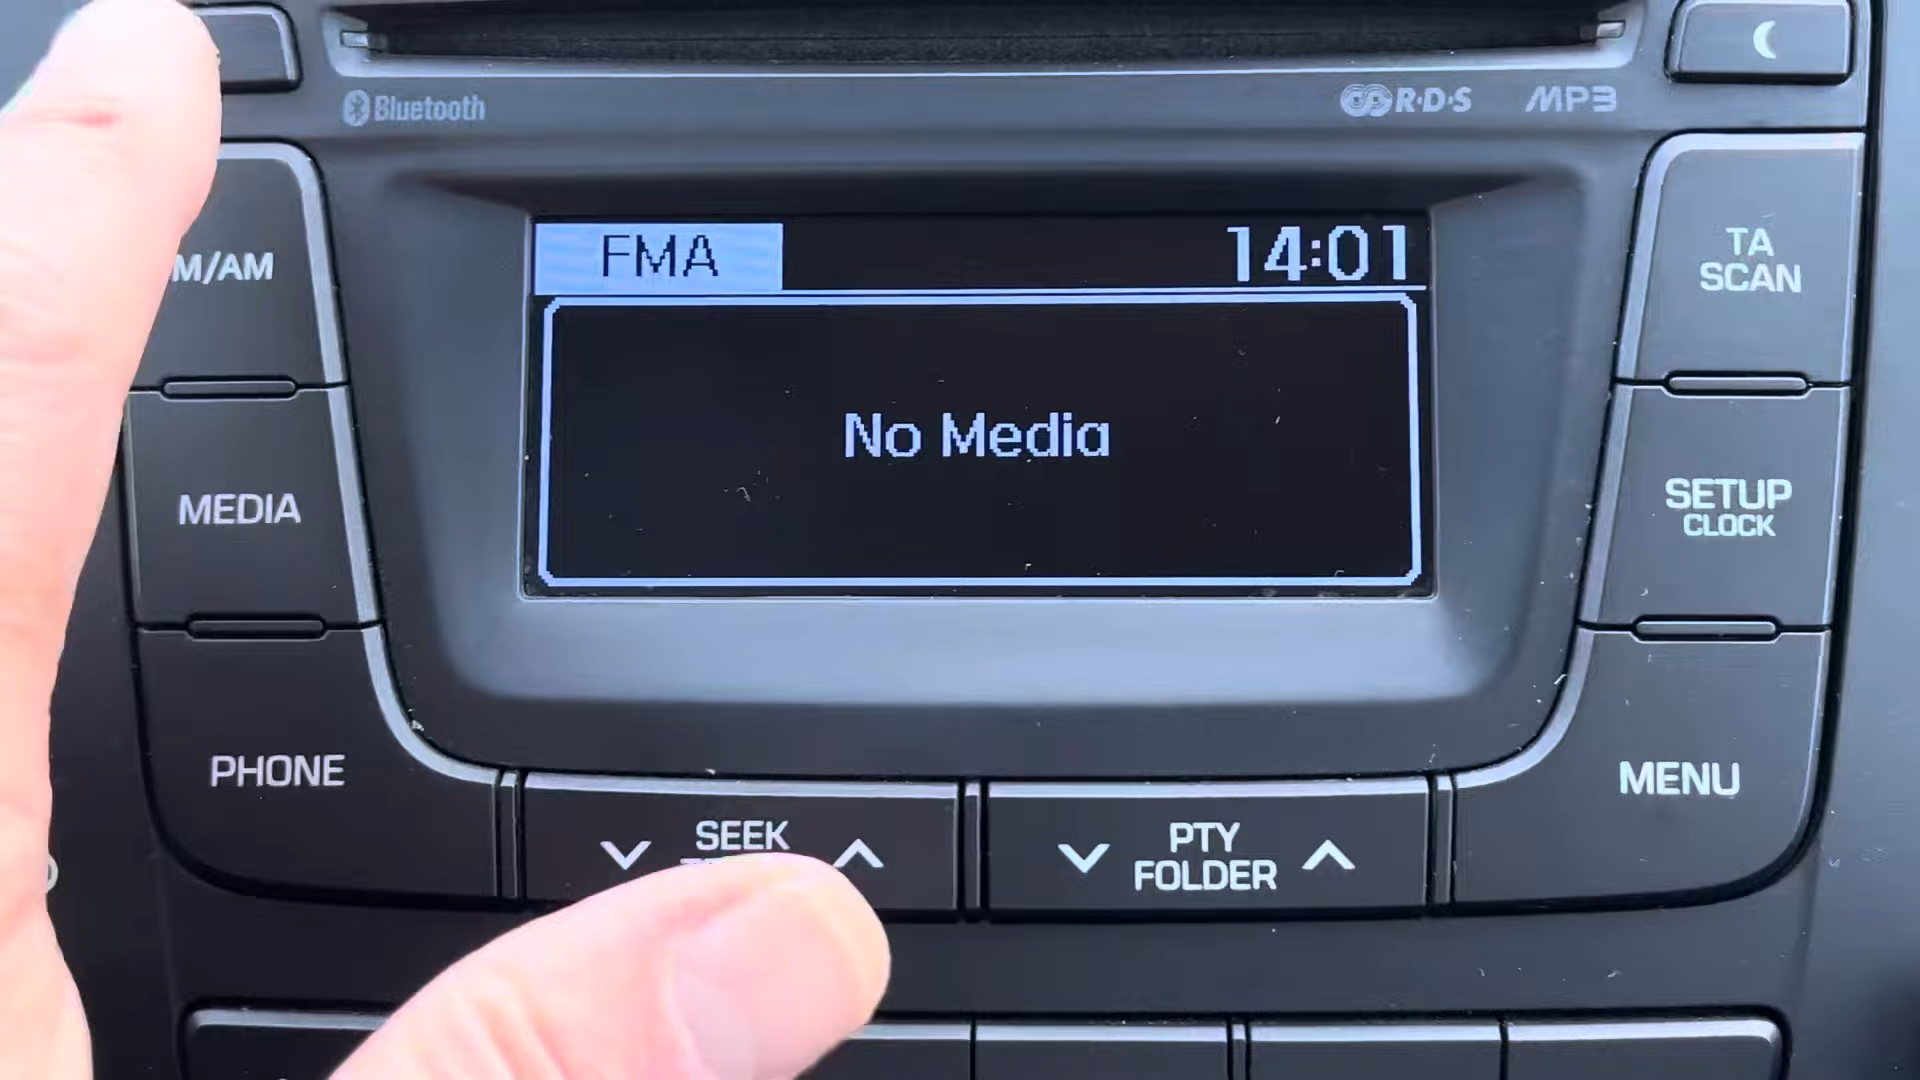 Bluetooth
R·D·S
MP3
M/AM
FMA
14:01
TA
SCAN
No Media
MEDIA
SETUP
CLOCK
PHONE
MENU
SEEK
PTY
FOLDER